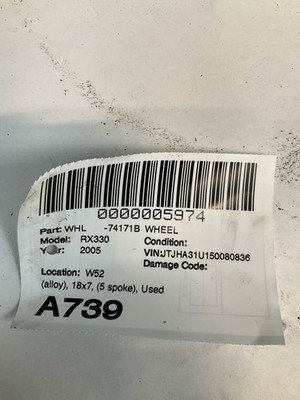 0000005974
Part: WHL -74171B WHEEL
Model: RX330 Condition:
Year: 2005 VIN:JTJHA31U150080836
Damage Code:
Location: W52
(alloy), 18x7, (5 spoke), Used
A739